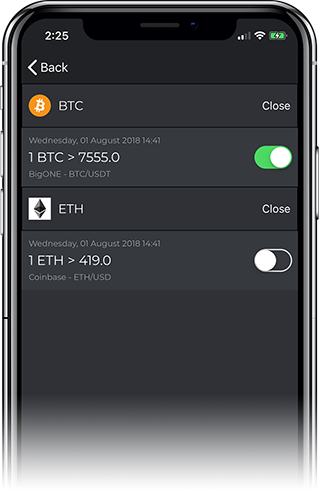 2:25
Back
BTC Close
Wednesday, 01 August 2018 14:41
1 BTC > 7555.0
BigONE - BTC/USDT
ETH Close
Wednesday, 01 August 2018 14:41
1 ETH > 419.0
Coinbase - ETH/USD